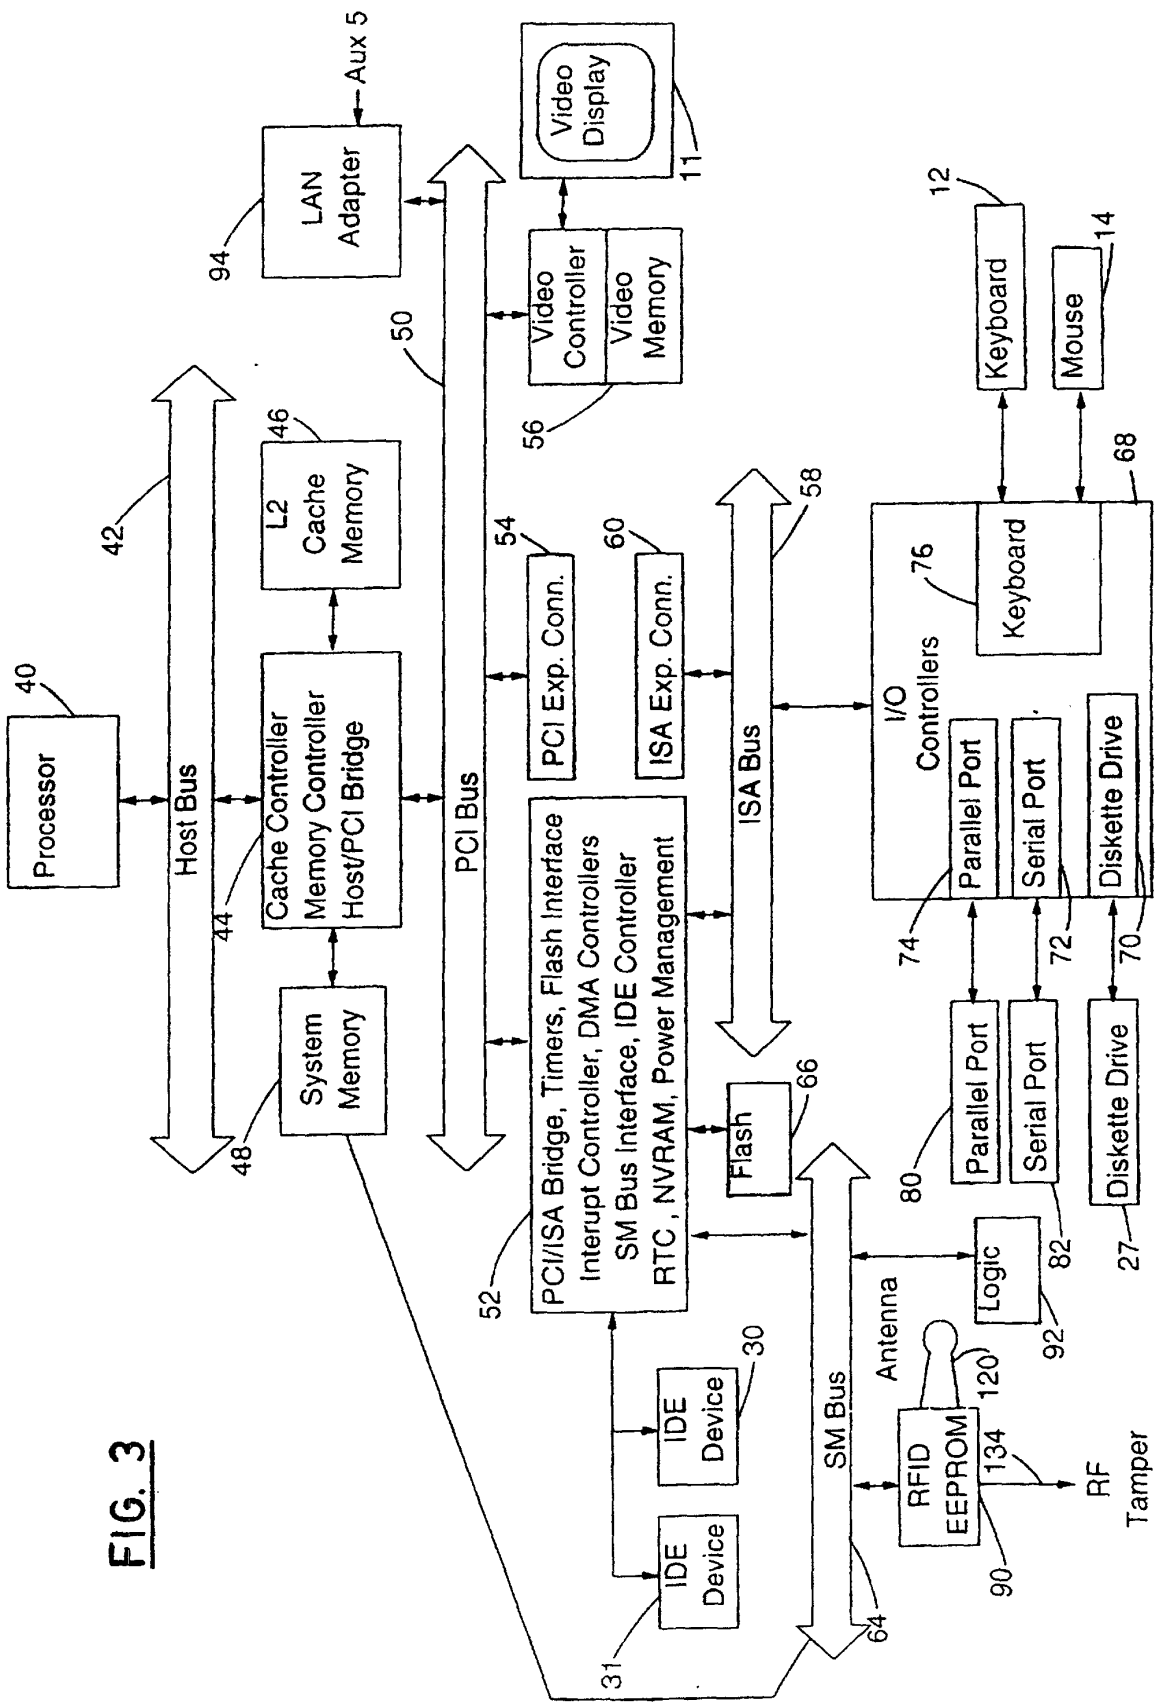 FIG. 3
Processor
40
42
Host Bus
44
Cache Controller
Memory Controller
Host/PCI Bridge
L2
Cache
Memory
46
48
System
Memory
94
LAN
Adapter
Aux 5
50
PCI Bus
52
PCI/ISA Bridge, Timers, Flash Interface
Interupt Controller, DMA Controllers
SM Bus Interface, IDE Controller
RTC , NVRAM, Power Management
PCI Exp. Conn.
54
Video
Controller
Video
Memory
56
Video
Display
11
ISA Exp. Conn.
60
IDE
Device
31
IDE
Device
30
Flash
66
ISA Bus
58
SM Bus
64
RFID
EEPROM
90
Antenna
120
134
RF
Tamper
Logic
92
I/O
Controllers
68
Parallel Port
74
Serial Port
72
Diskette Drive
70
Keyboard
76
Parallel Port
80
Serial Port
82
Diskette Drive
27
Keyboard
12
Mouse
14